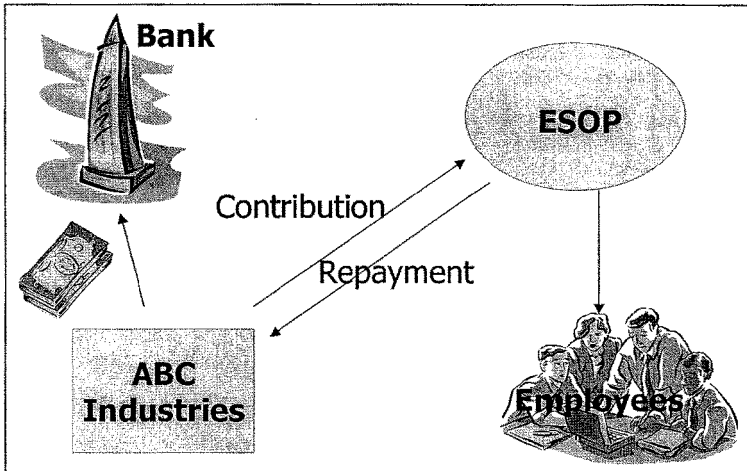 Bank
ESOP
Contribution
Repayment
ABC
Industries
Employees